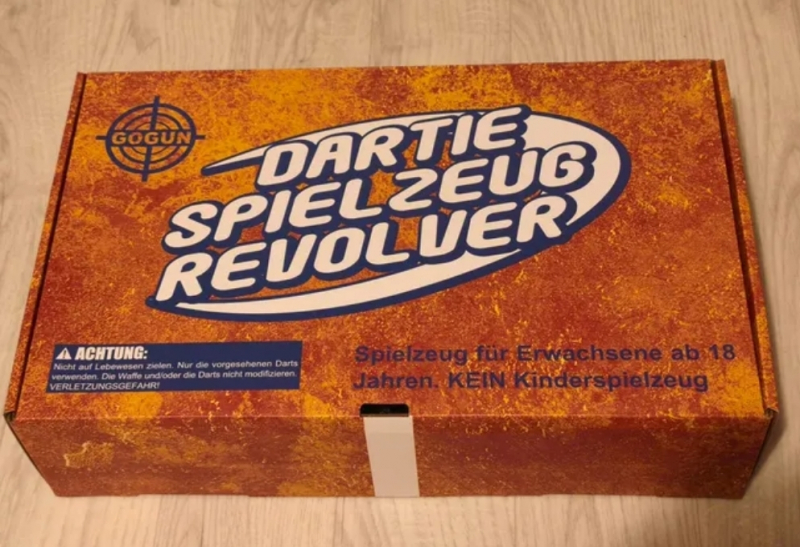 GOGUN
DARTIE
SPIELZEUG
REVOLVER
ACHTUNG:
Nicht auf Lebewesen zielen. Nur die vorgesehenen Darts
verwenden. Die Waffe und/oder die Darts nicht modifizieren.
VERLETZUNGSGEFAHR!
Spielzeug für Erwachsene ab 18
Jahren. KEIN Kinderspielzeug